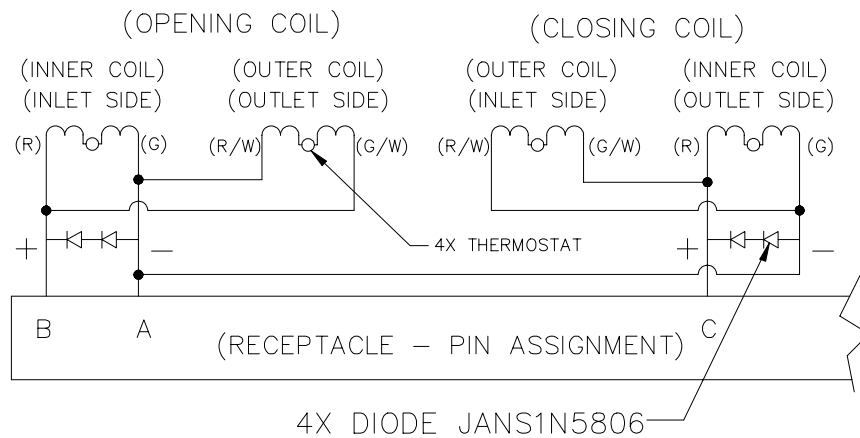 (OPENING COIL) (CLOSING COIL)
(INNER COIL) (OUTER COIL) (OUTER COIL) (INNER COIL)
(INLET SIDE) (OUTLET SIDE) (INLET SIDE) (OUTLET SIDE)
(R) (G) (R/W) (G/W) (R/W) (G/W) (R) (G)
+ − 4X THERMOSTAT + −
B A C
(RECEPTACLE − PIN ASSIGNMENT)
4X DIODE JANS1N5806